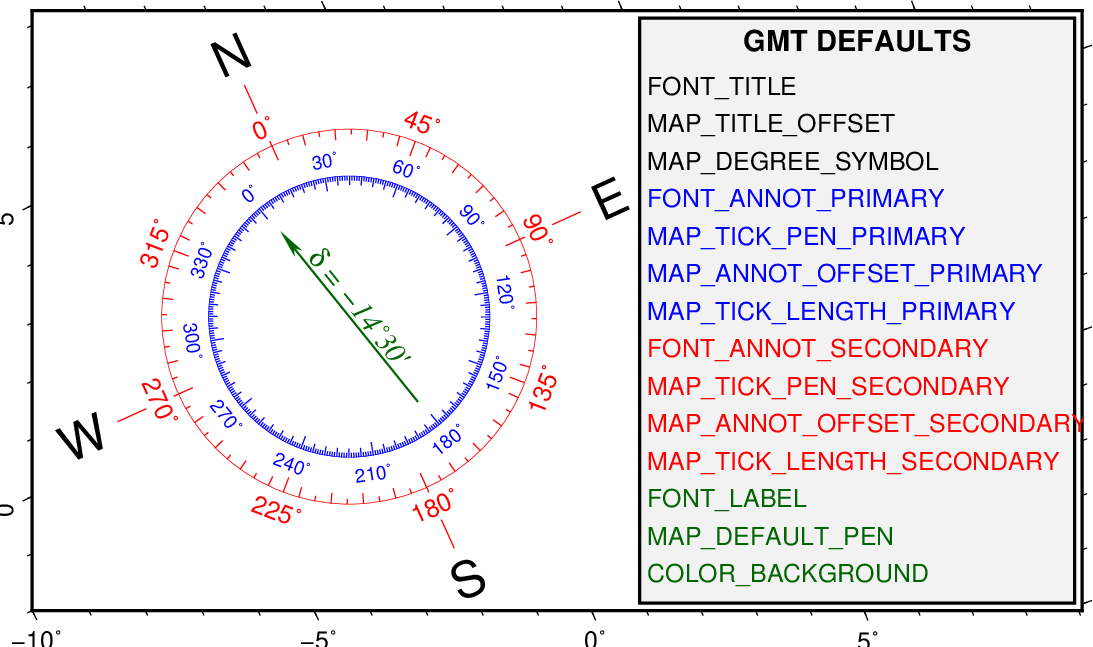 N
0°
45°
E
90°
135°
180°
S
225°
W
270°
315°
0°
30°
60°
90°
120°
150°
180°
210°
240°
270°
300°
330°
δ = −14°30′
5
0
−10°
−5°
0°
5°
GMT DEFAULTS
FONT_TITLE
MAP_TITLE_OFFSET
MAP_DEGREE_SYMBOL
FONT_ANNOT_PRIMARY
MAP_TICK_PEN_PRIMARY
MAP_ANNOT_OFFSET_PRIMARY
MAP_TICK_LENGTH_PRIMARY
FONT_ANNOT_SECONDARY
MAP_TICK_PEN_SECONDARY
MAP_ANNOT_OFFSET_SECONDARY
MAP_TICK_LENGTH_SECONDARY
FONT_LABEL
MAP_DEFAULT_PEN
COLOR_BACKGROUND